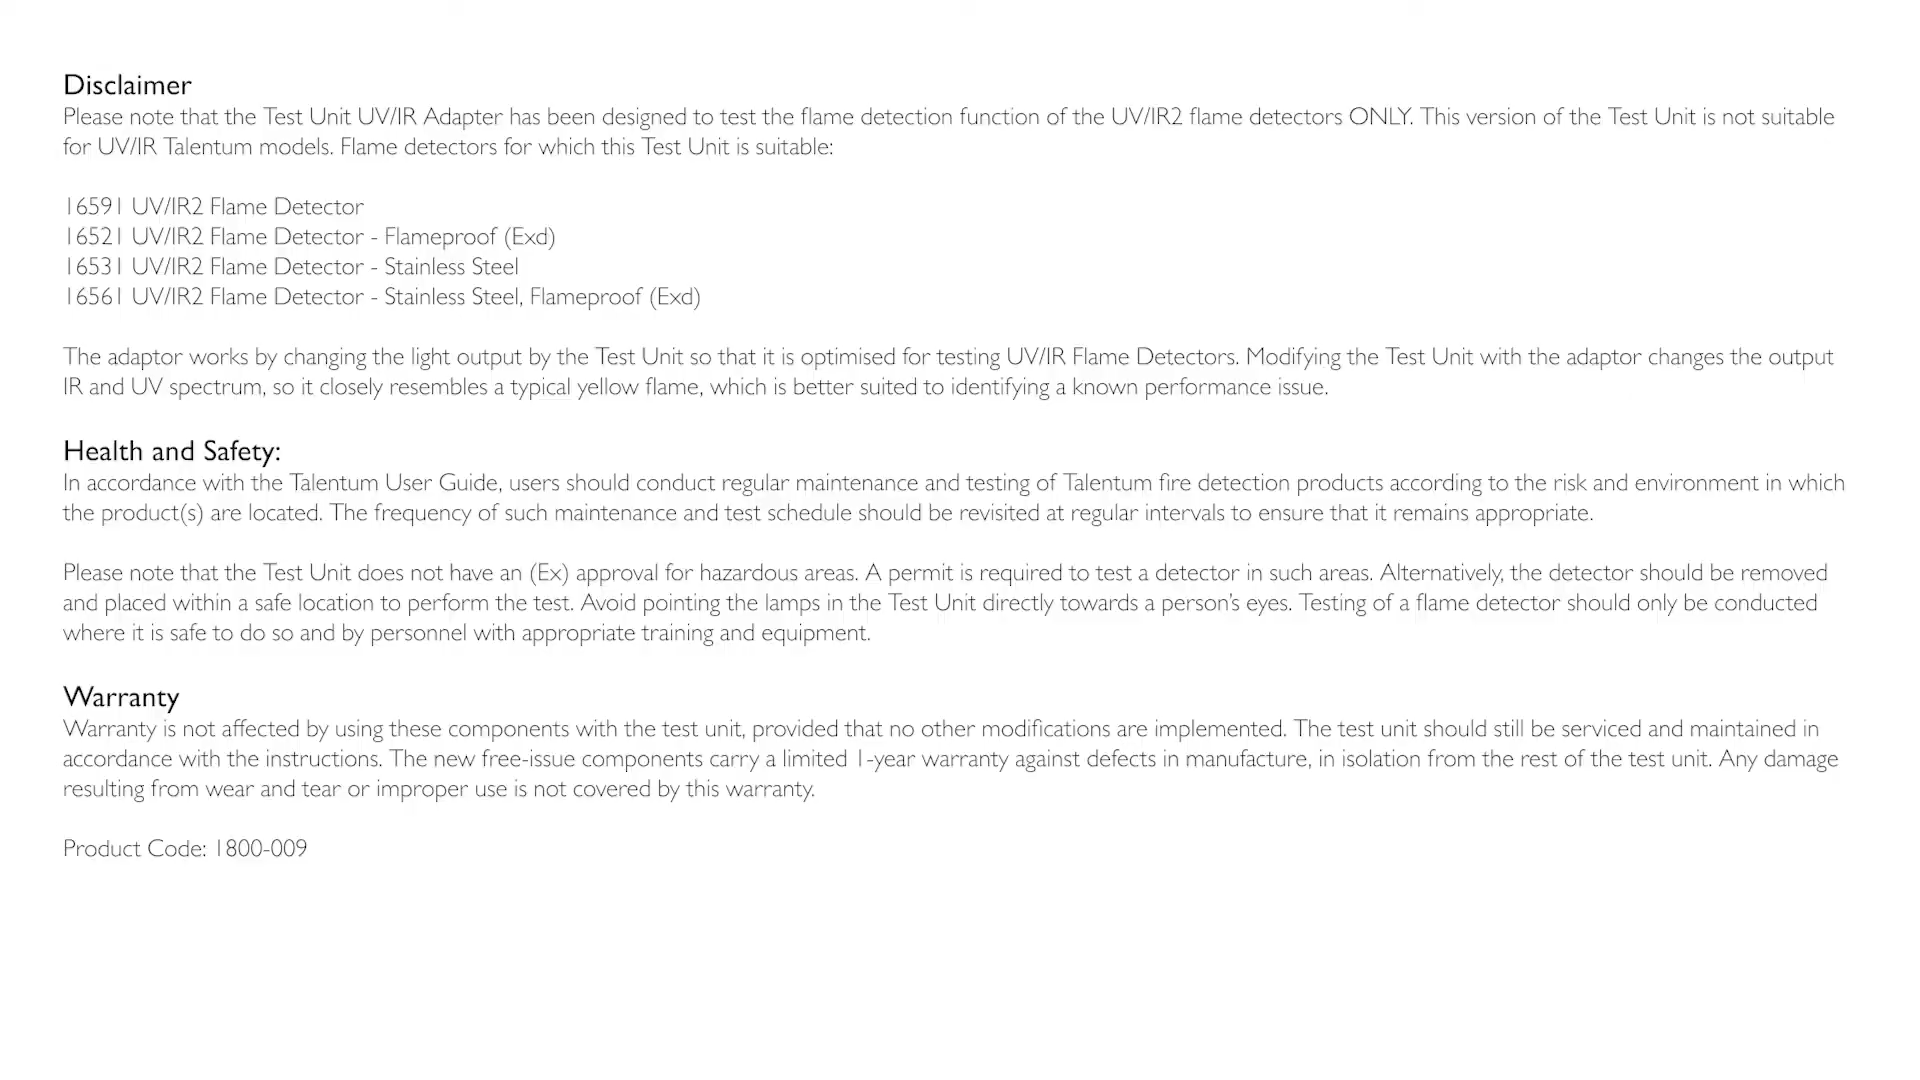 Disclaimer
Please note that the Test Unit UV/IR Adapter has been designed to test the flame detection function of the UV/IR2 flame detectors ONLY. This version of the Test Unit is not suitable
for UV/IR Talentum models. Flame detectors for which this Test Unit is suitable:
16591 UV/IR2 Flame Detector
16521 UV/IR2 Flame Detector - Flameproof (Exd)
16531 UV/IR2 Flame Detector - Stainless Steel
16561 UV/IR2 Flame Detector - Stainless Steel, Flameproof (Exd)
The adaptor works by changing the light output by the Test Unit so that it is optimised for testing UV/IR Flame Detectors. Modifying the Test Unit with the adaptor changes the output
IR and UV spectrum, so it closely resembles a typical yellow flame, which is better suited to identifying a known performance issue.
Health and Safety:
In accordance with the Talentum User Guide, users should conduct regular maintenance and testing of Talentum fire detection products according to the risk and environment in which
the product(s) are located. The frequency of such maintenance and test schedule should be revisited at regular intervals to ensure that it remains appropriate.
Please note that the Test Unit does not have an (Ex) approval for hazardous areas. A permit is required to test a detector in such areas. Alternatively, the detector should be removed
and placed within a safe location to perform the test. Avoid pointing the lamps in the Test Unit directly towards a person's eyes. Testing of a flame detector should only be conducted
where it is safe to do so and by personnel with appropriate training and equipment.
Warranty
Warranty is not affected by using these components with the test unit, provided that no other modifications are implemented. The test unit should still be serviced and maintained in
accordance with the instructions. The new free-issue components carry a limited 1-year warranty against defects in manufacture, in isolation from the rest of the test unit. Any damage
resulting from wear and tear or improper use is not covered by this warranty.
Product Code: 1800-009